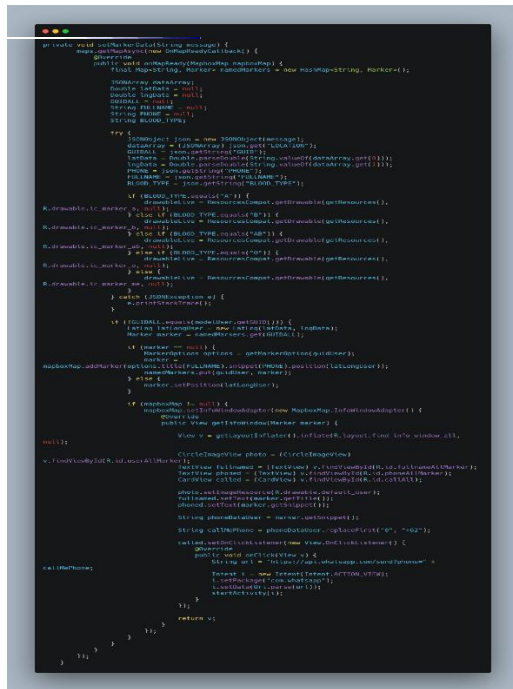 private void setMarkerData(String message) {
maps.getMapAsync(new OnMapReadyCallback() {
@Override
public void onMapReady(MapboxMap mapboxMap) {
final Map<String, Marker> namedMarkers = new HashMap<String, Marker>();
JSONArray dataArray;
Double latData = null;
Double lngData = null;
GUIDALL = null;
String FULLNAME = null;
String PHONE = null;
String BLOOD_TYPE;
try {
JSONObject json = new JSONObject(message);
dataArray = (JSONArray) json.get("LOCATION");
GUIDALL = json.getString("GUID");
latData = Double.parseDouble(String.valueOf(dataArray.get(0)));
lngData = Double.parseDouble(String.valueOf(dataArray.get(1)));
PHONE = json.getString("PHONE");
FULLNAME = json.getString("FULLNAME");
BLOOD_TYPE = json.getString("BLOOD_TYPE");
if (BLOOD_TYPE.equals("A")) {
drawableLive = ResourcesCompat.getDrawable(getResources(),
R.drawable.ic_marker_a, null);
} else if (BLOOD_TYPE.equals("B")) {
drawableLive = ResourcesCompat.getDrawable(getResources(),
R.drawable.ic_marker_b, null);
} else if (BLOOD_TYPE.equals("AB")) {
drawableLive = ResourcesCompat.getDrawable(getResources(),
R.drawable.ic_marker_ab, null);
} else if (BLOOD_TYPE.equals("O")) {
drawableLive = ResourcesCompat.getDrawable(getResources(),
R.drawable.ic_marker_o, null);
} else {
drawableLive = ResourcesCompat.getDrawable(getResources(),
null);
}
} catch (JSONException e) {
e.printStackTrace();
}
if (!GUIDALL.equals(modelUser.getGUID())) {
LatLng latLongUser = new LatLng(latData, lngData);
Marker marker = namedMarkers.get(GUIDALL);
if (marker == null) {
MarkerOptions options = getMarkerOption(guidUser);
marker =
mapboxMap.addMarker(options.title(FULLNAME).snippet(PHONE).position(latLongUser));
namedMarkers.put(guidUser, marker);
} else {
marker.setPosition(latLongUser);
}
if (mapboxMap != null) {
mapboxMap.setInfoWindowAdapter(new MapboxMap.InfoWindowAdapter() {
@Override
public View getInfoWindow(Marker marker) {
View v = getLayoutInflater().inflate(R.layout.find_info_window_all,
null);
CircleImageView photo = (CircleImageView)
v.findViewById(R.id.userAllMarker);
TextView fullnamed = (TextView) v.findViewById(R.id.fullnameAllMarker);
TextView phoned = (TextView) v.findViewById(R.id.phoneAllMarker);
CardView called = (CardView) v.findViewById(R.id.callAll);
photo.setImageResource(R.drawable.default_user);
fullnamed.setText(marker.getTitle());
phoned.setText(marker.getSnippet());
String phoneDataUser = marker.getSnippet();
String callMePhone = phoneDataUser.replaceFirst("0", "+62");
called.setOnClickListener(new View.OnClickListener() {
@Override
public void onClick(View v) {
String url = "https://api.whatsapp.com/send?phone=" +
callMePhone;
Intent i = new Intent(Intent.ACTION_VIEW);
i.setPackage("com.whatsapp");
i.setData(Uri.parse(url));
startActivity(i);
}
});
return v;
}
});
}
}
}
});
}